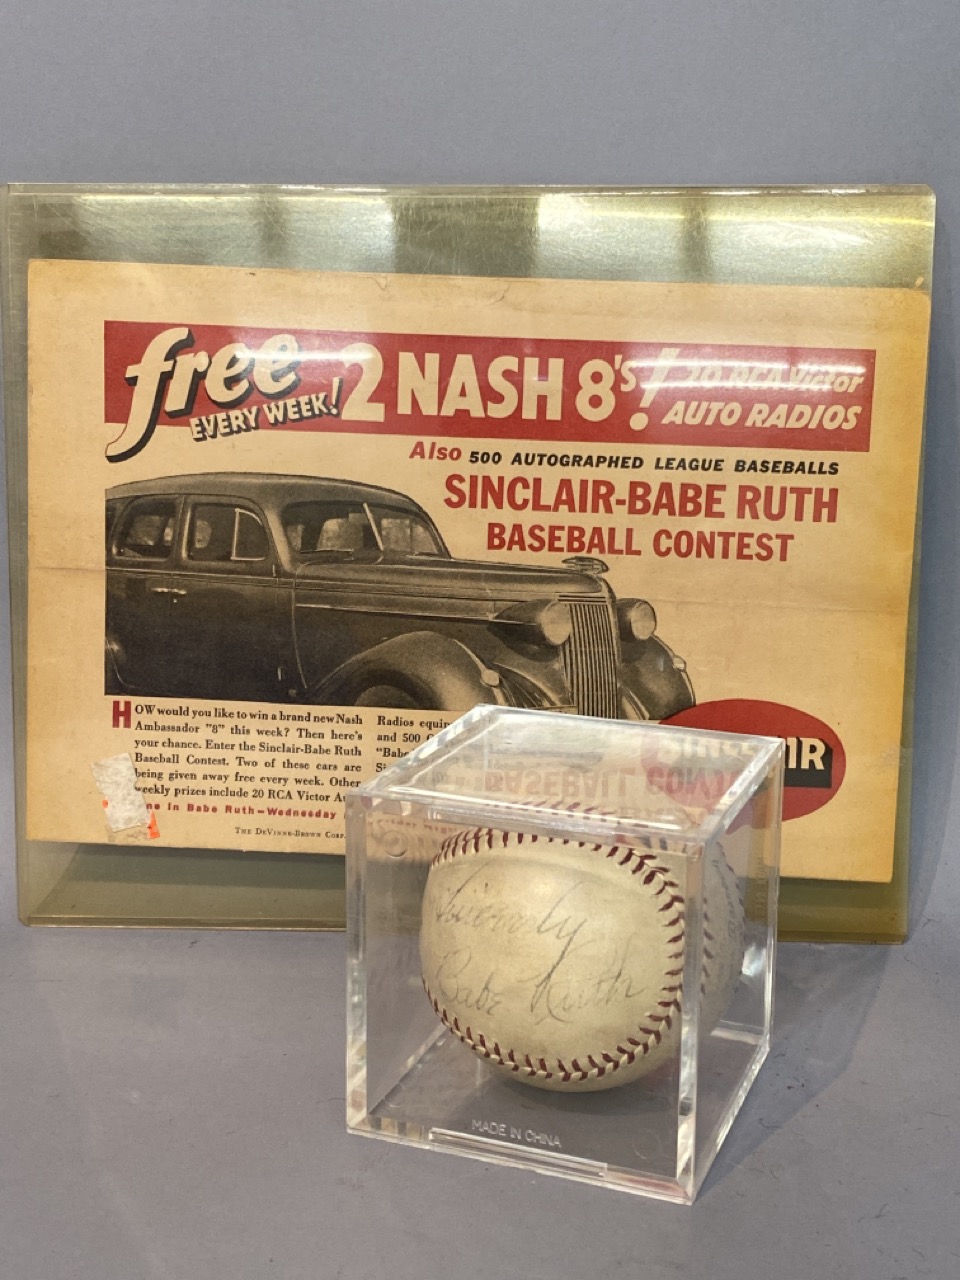 free
EVERY WEEK!
2 NASH 8's!
20 RCA Victor
AUTO RADIOS
Also 500 AUTOGRAPHED LEAGUE BASEBALLS
SINCLAIR-BABE RUTH
BASEBALL CONTEST
HOW would you like to win a brand new Nash
Ambassador "8" this week? Then here's
your chance. Enter the Sinclair-Babe Ruth
Baseball Contest. Two of these cars are
being given away free every week. Other
weekly prizes include 20 RCA Victor
in Babe Ruth—Wednesday
Radios
and 500
THE DEVINNE-BROWN CORP.
Sincerely
Babe Ruth
MADE IN CHINA